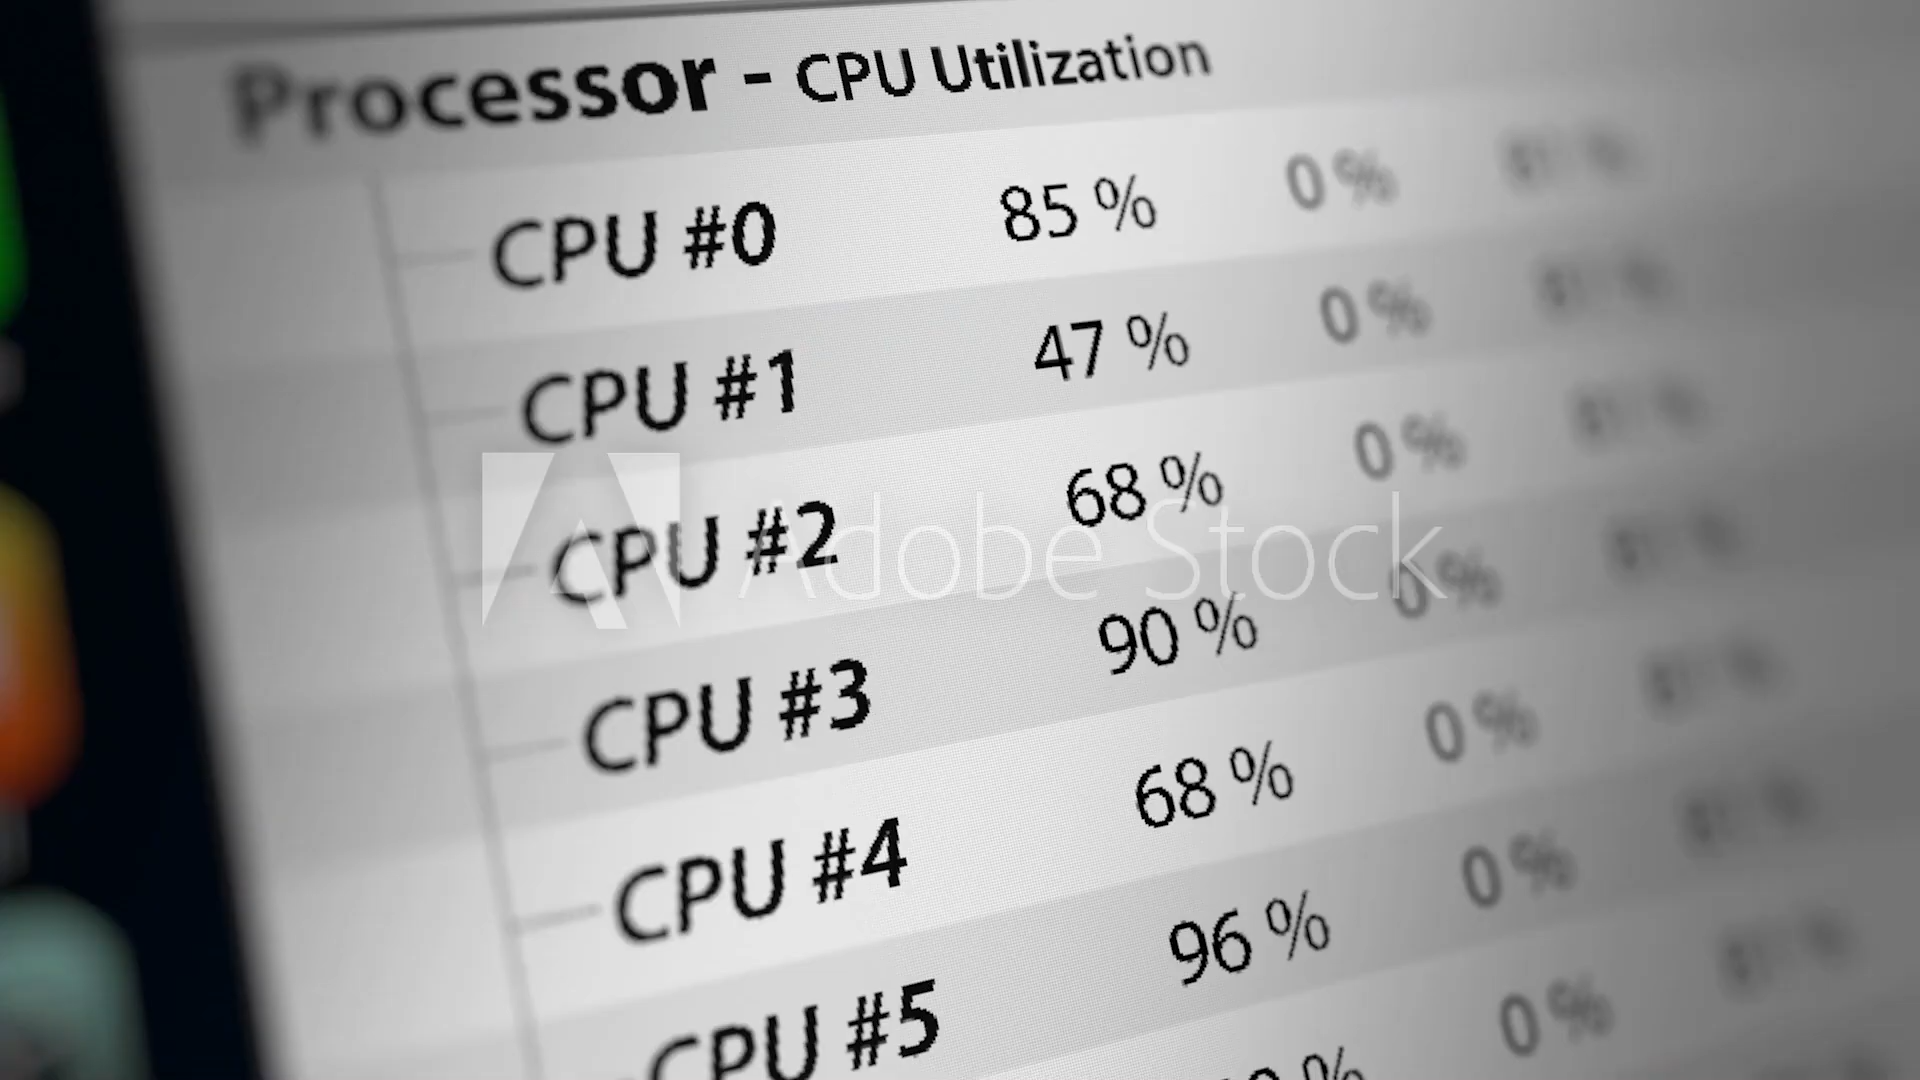 Processor - CPU Utilization
CPU #0 85 % 0 %
CPU #1 47 % 0 %
CPU #2 68 % 0 %
Adobe Stock
CPU #3 90 % 0 %
CPU #4 68 % 0 %
CPU #5 96 % 0 %
0 %